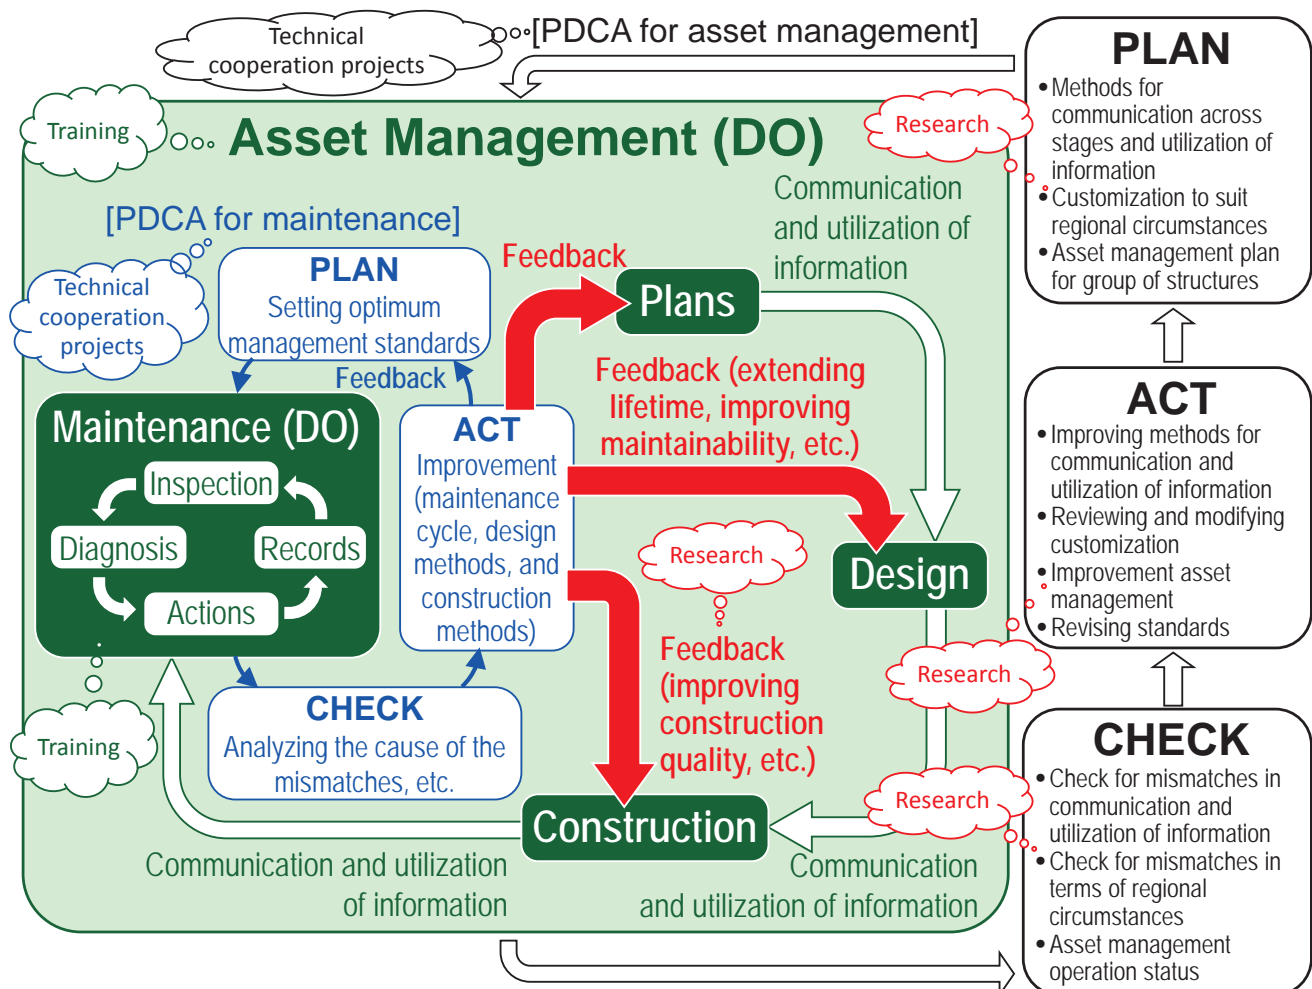 Technical
cooperation projects
[PDCA for asset management]
Training
Asset Management (DO)
Research
PLAN
• Methods for
communication across
stages and utilization of
information
• Customization to suit
regional circumstances
• Asset management plan
for group of structures
Communication
and utilization of
information
[PDCA for maintenance]
Technical
cooperation
projects
PLAN
Setting optimum
management standards
Feedback
Feedback
Plans
Feedback (extending
lifetime, improving
maintainability, etc.)
Maintenance (DO)
Inspection
Diagnosis
Records
Actions
ACT
Improvement
(maintenance
cycle, design
methods, and
construction
methods)
Research
Design
ACT
• Improving methods for
communication and
utilization of information
• Reviewing and modifying
customization
• Improvement asset
management
• Revising standards
Feedback
(improving
construction
quality, etc.)
Research
Training
CHECK
Analyzing the cause of the
mismatches, etc.
Construction
Research
CHECK
• Check for mismatches in
communication and
utilization of information
• Check for mismatches in
terms of regional
circumstances
• Asset management
operation status
Communication and utilization
of information
Communication
and utilization of information